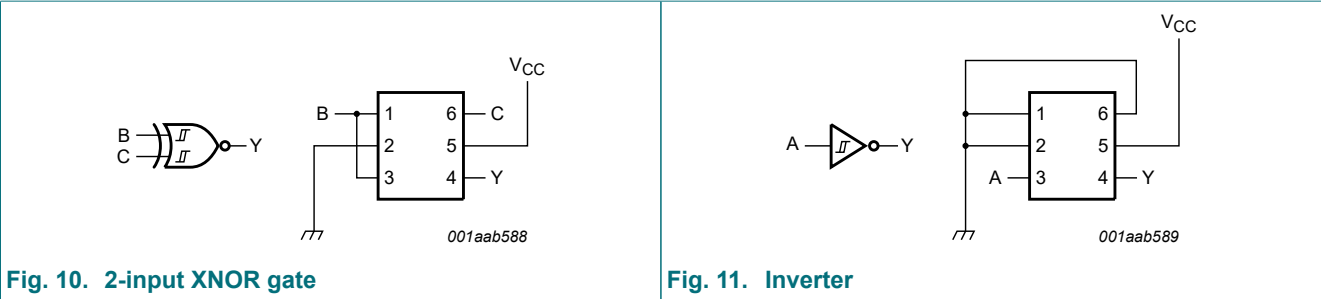 VCC
B
1
6
C
B
C
Y
2
5
3
4
Y
001aab588
Fig. 10. 2-input XNOR gate
VCC
1
6
A
Y
2
5
A
3
4
Y
001aab589
Fig. 11. Inverter